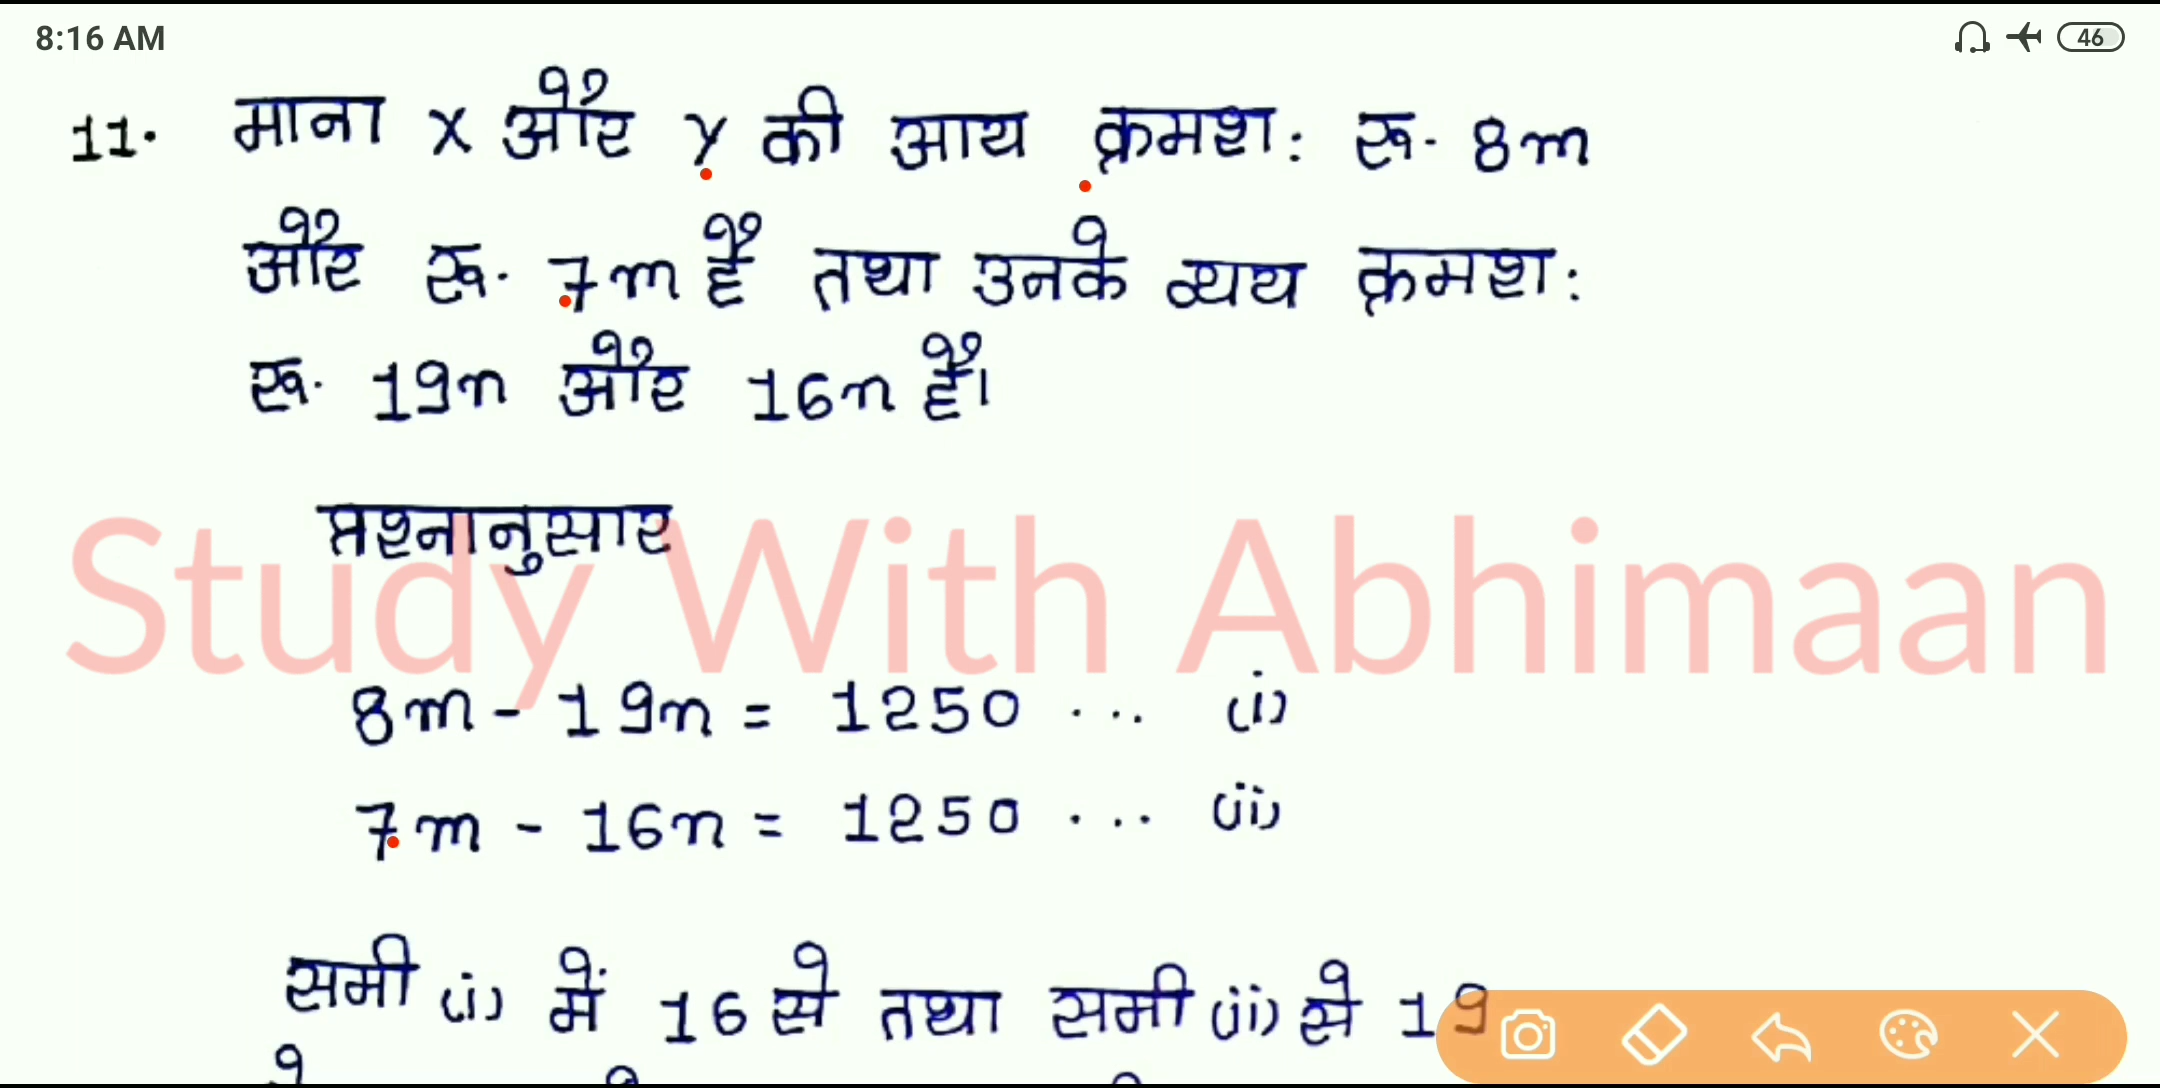 8:16 AM
46
11. माना x और y की आय क्रमशः रू. 8m
और रू. 7m हैं तथा उनके व्यय क्रमशः
रू. 19n और 16n हैं।
प्रश्नानुसार
Study With Abhimaan
8m - 19n = 1250 ... (i)
7m - 16n = 1250 ... (ii)
समी (i) में 16 से तथा समी (ii) से 19